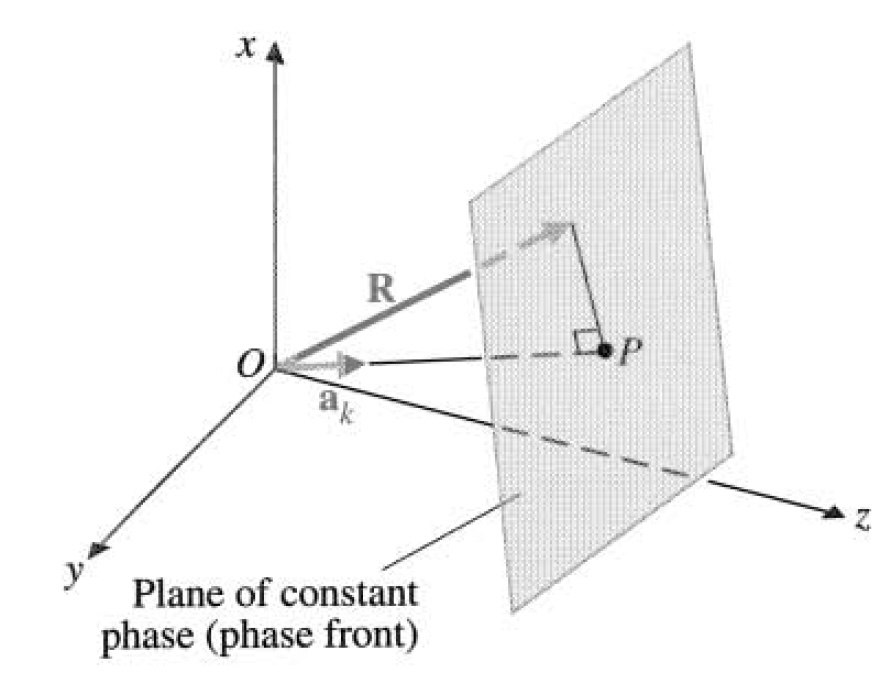 x
R
O
P
a_k
z
y
Plane of constant
phase (phase front)